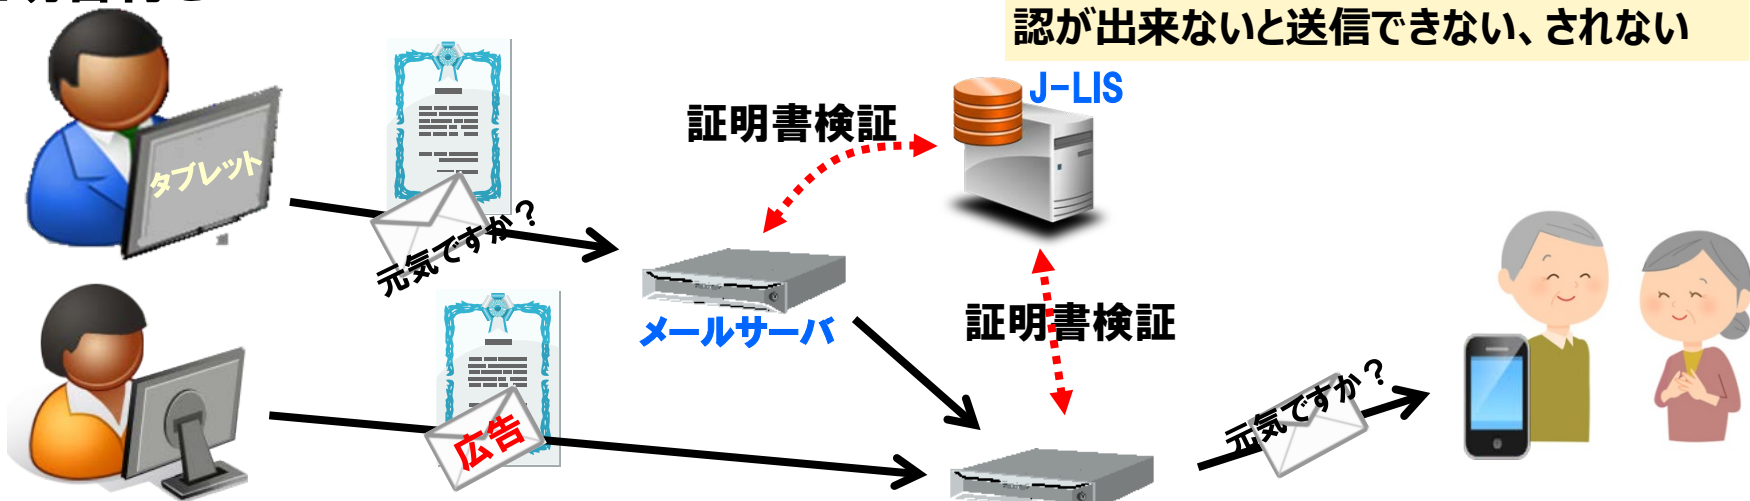 認が出来ないと送信できない、されない
J-LIS
証明書検証
タブレット
元気ですか？
メールサーバ
証明書検証
元気ですか？
広告